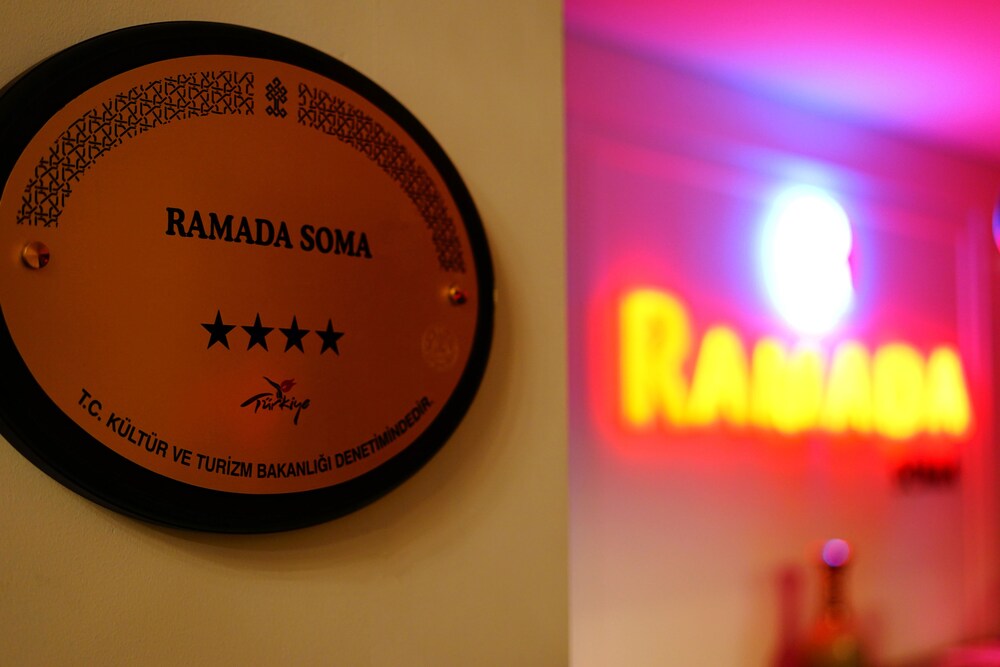 RAMADA SOMA
★★★★
Türkiye
T.C. KÜLTÜR VE TURİZM BAKANLIĞI DENETİMİNDEDİR.
RAMADA